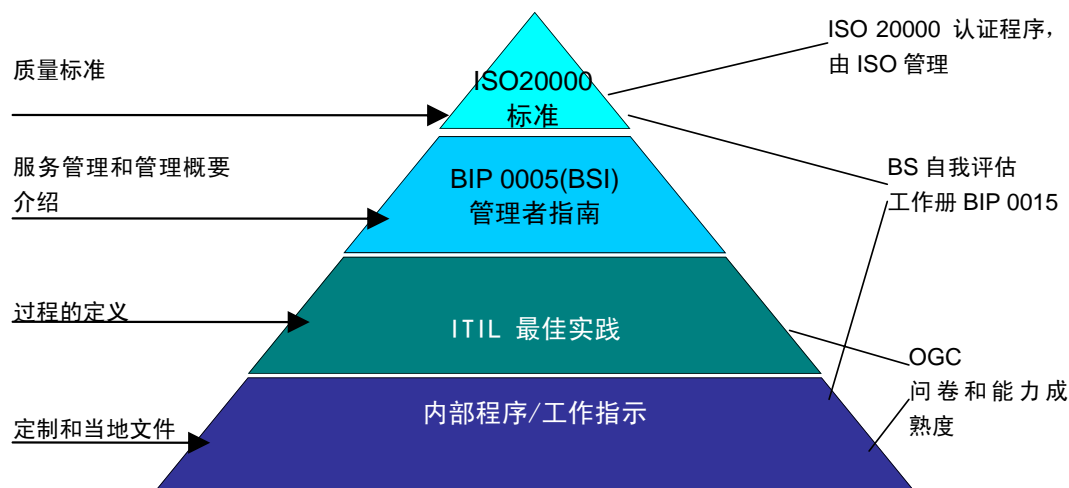 ISO 20000 认证程序，
由 ISO 管理
质量标准
ISO20000
标准
服务管理和管理概要
介绍
BIP 0005(BSI)
管理者指南
BS 自我评估
工作册 BIP 0015
过程的定义
ITIL 最佳实践
OGC
问卷和能力成
熟度
内部程序/工作指示
定制和当地文件